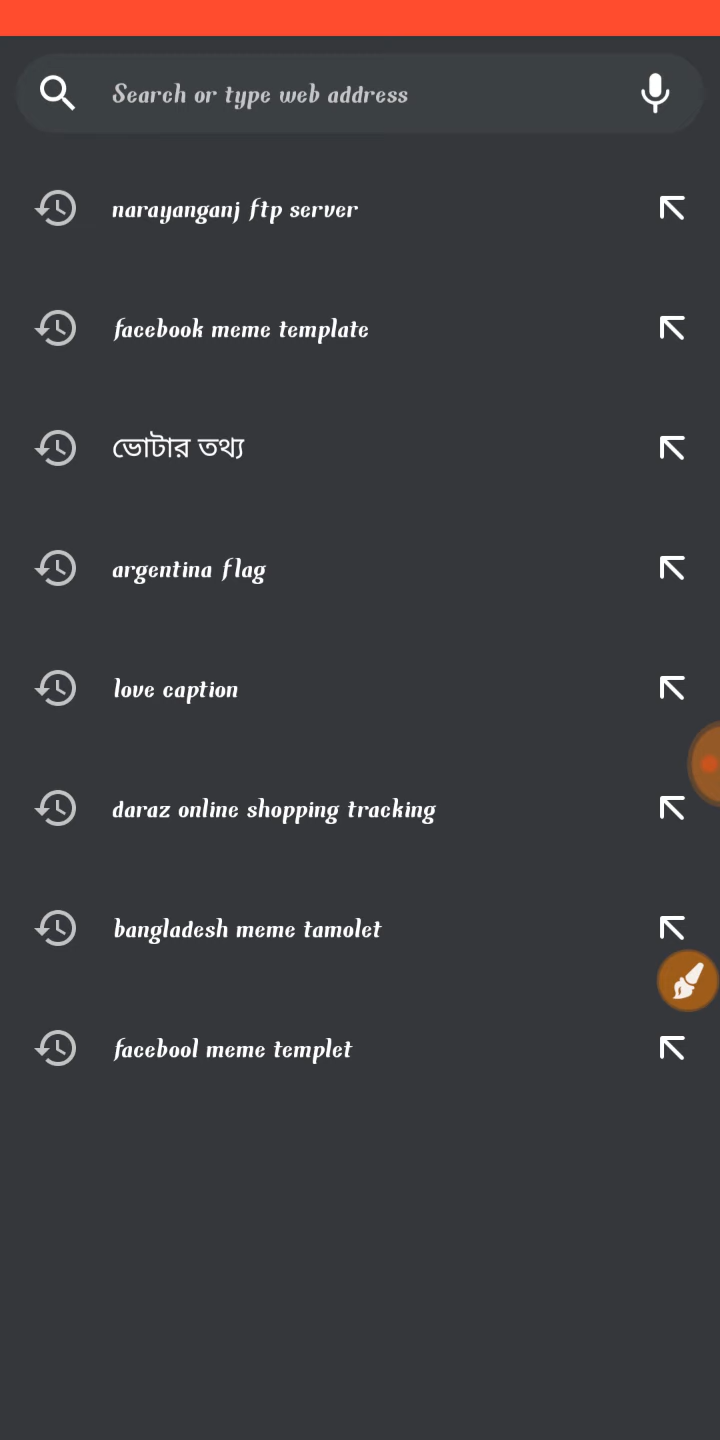 Search or type web address
narayanganj ftp server
facebook meme template
ভোটার তথ্য
argentina flag
love caption
daraz online shopping tracking
bangladesh meme tamolet
facebool meme templet